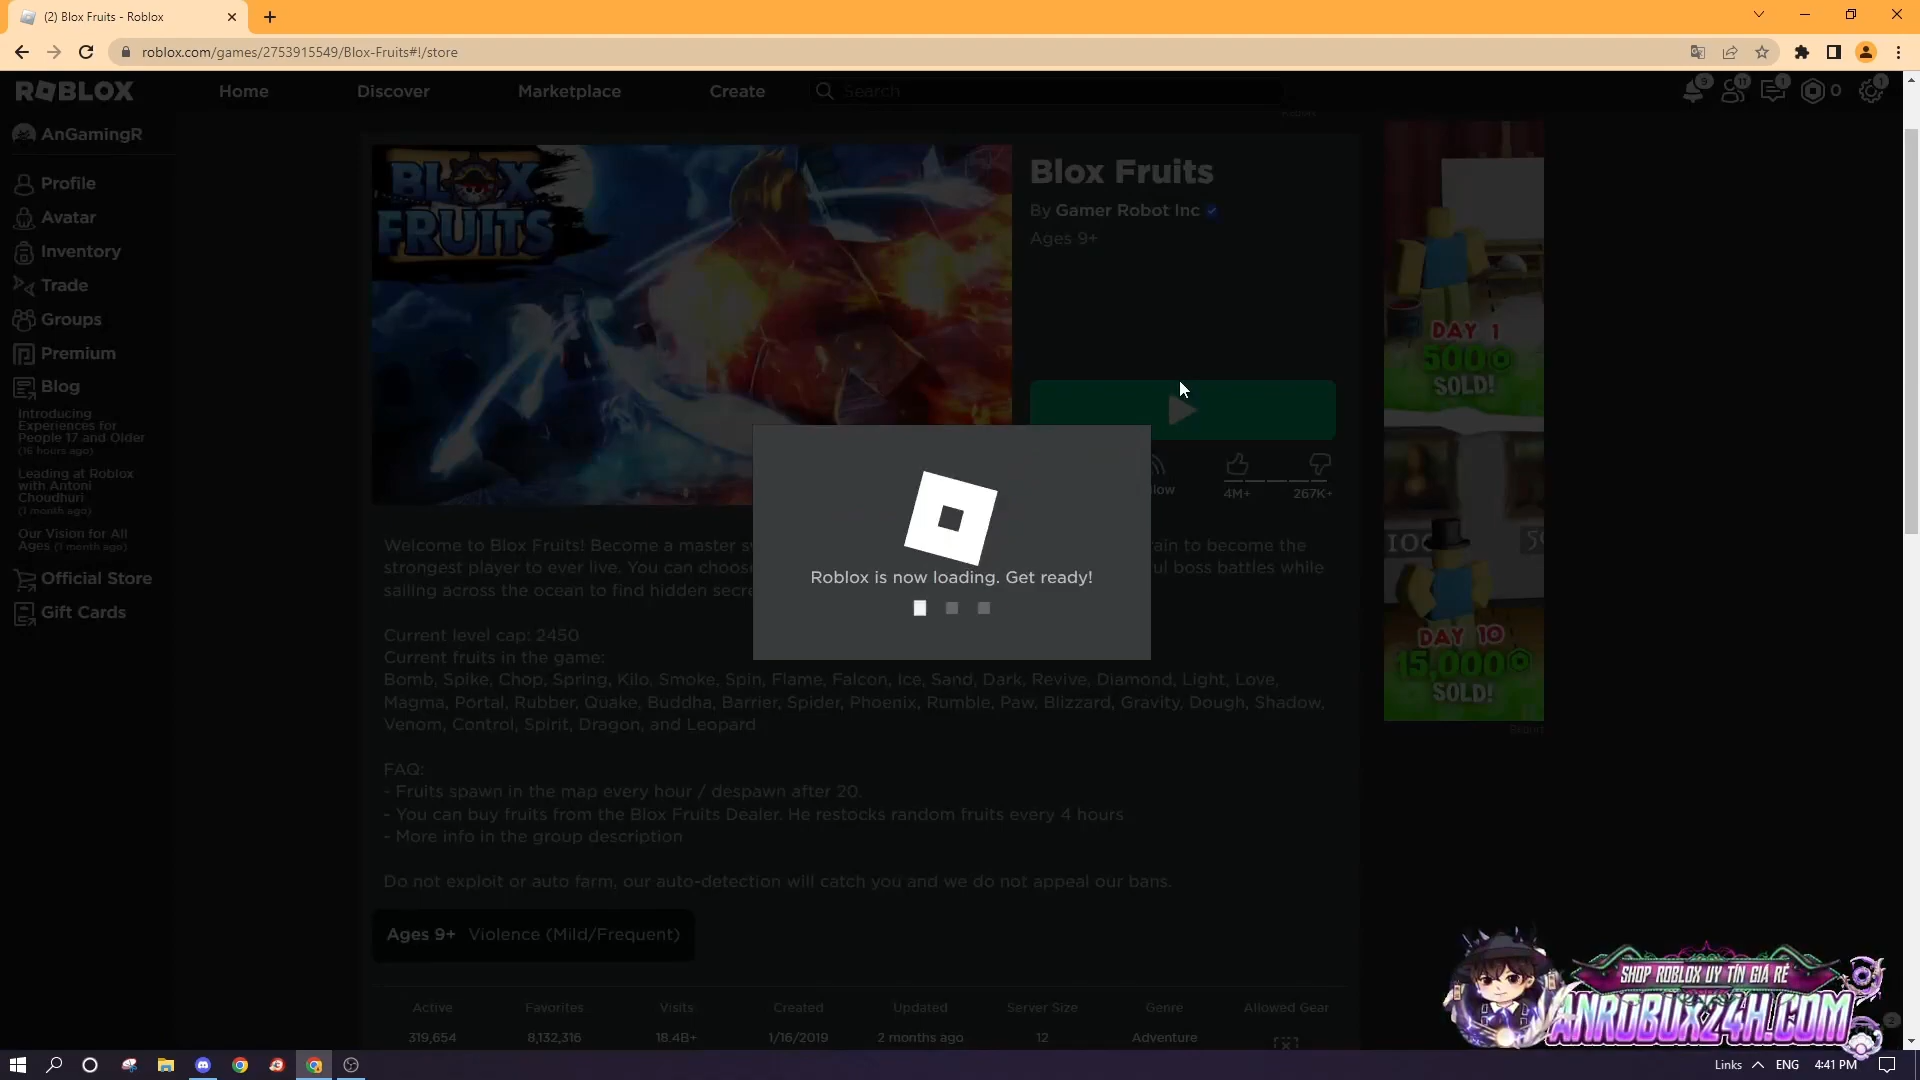 (2) Blox Fruits - Roblox
roblox.com/games/2753915549/Blox-Fruits#!/store
ROBLOX
Home
Discover
Marketplace
Create
Search
9
11
1
0
1
AnGamingR
Profile
Avatar
Inventory
Trade
Groups
Premium
Blog
Introducing
Experiences for
People 17 and Older
(16 hours ago)
Leading at Roblox
with Antoni
Choudhuri
(1 month ago)
Our Vision for All
Ages (1 month ago)
Official Store
Gift Cards
BLOX
FRUITS
Blox Fruits
By Gamer Robot Inc
Ages 9+
4M+
267K+
Roblox is now loading. Get ready!
Welcome to Blox Fruits! Become a master
rain to become the
strongest player to ever live. You can choose
boss battles while
sailing across the ocean to find hidden
Current level cap: 2450
Current fruits in the game:
Bomb, Spike, Chop, Spring, Kilo, Smoke, Spin, Flame, Falcon, Ice, Sand, Dark, Revive, Diamond, Light, Love,
Magma, Portal, Rubber, Quake, Buddha, Barrier, Spider, Phoenix, Rumble, Paw, Blizzard, Gravity, Dough, Shadow,
Venom, Control, Spirit, Dragon, and Leopard
FAQ:
- Fruits spawn in the map every hour / despawn after 20.
- You can buy fruits from the Blox Fruits Dealer. He restocks random fruits every 4 hours
- More info in the group description
Do not exploit or auto farm, our auto-detection will catch you and we do not appeal our bans.
Ages 9+ Violence (Mild/Frequent)
Active
Favorites
Visits
Created
Updated
Server Size
Genre
Allowed Gear
319,654
8,132,316
18.4B+
1/16/2019
2 months ago
12
Adventure
DAY 1
500
SOLD!
DAY 10
15,000
SOLD!
SHOP ROBLOX UY TÍN GIÁ RẺ
ANROBUX24H.COM
Links
ENG
4:41 PM